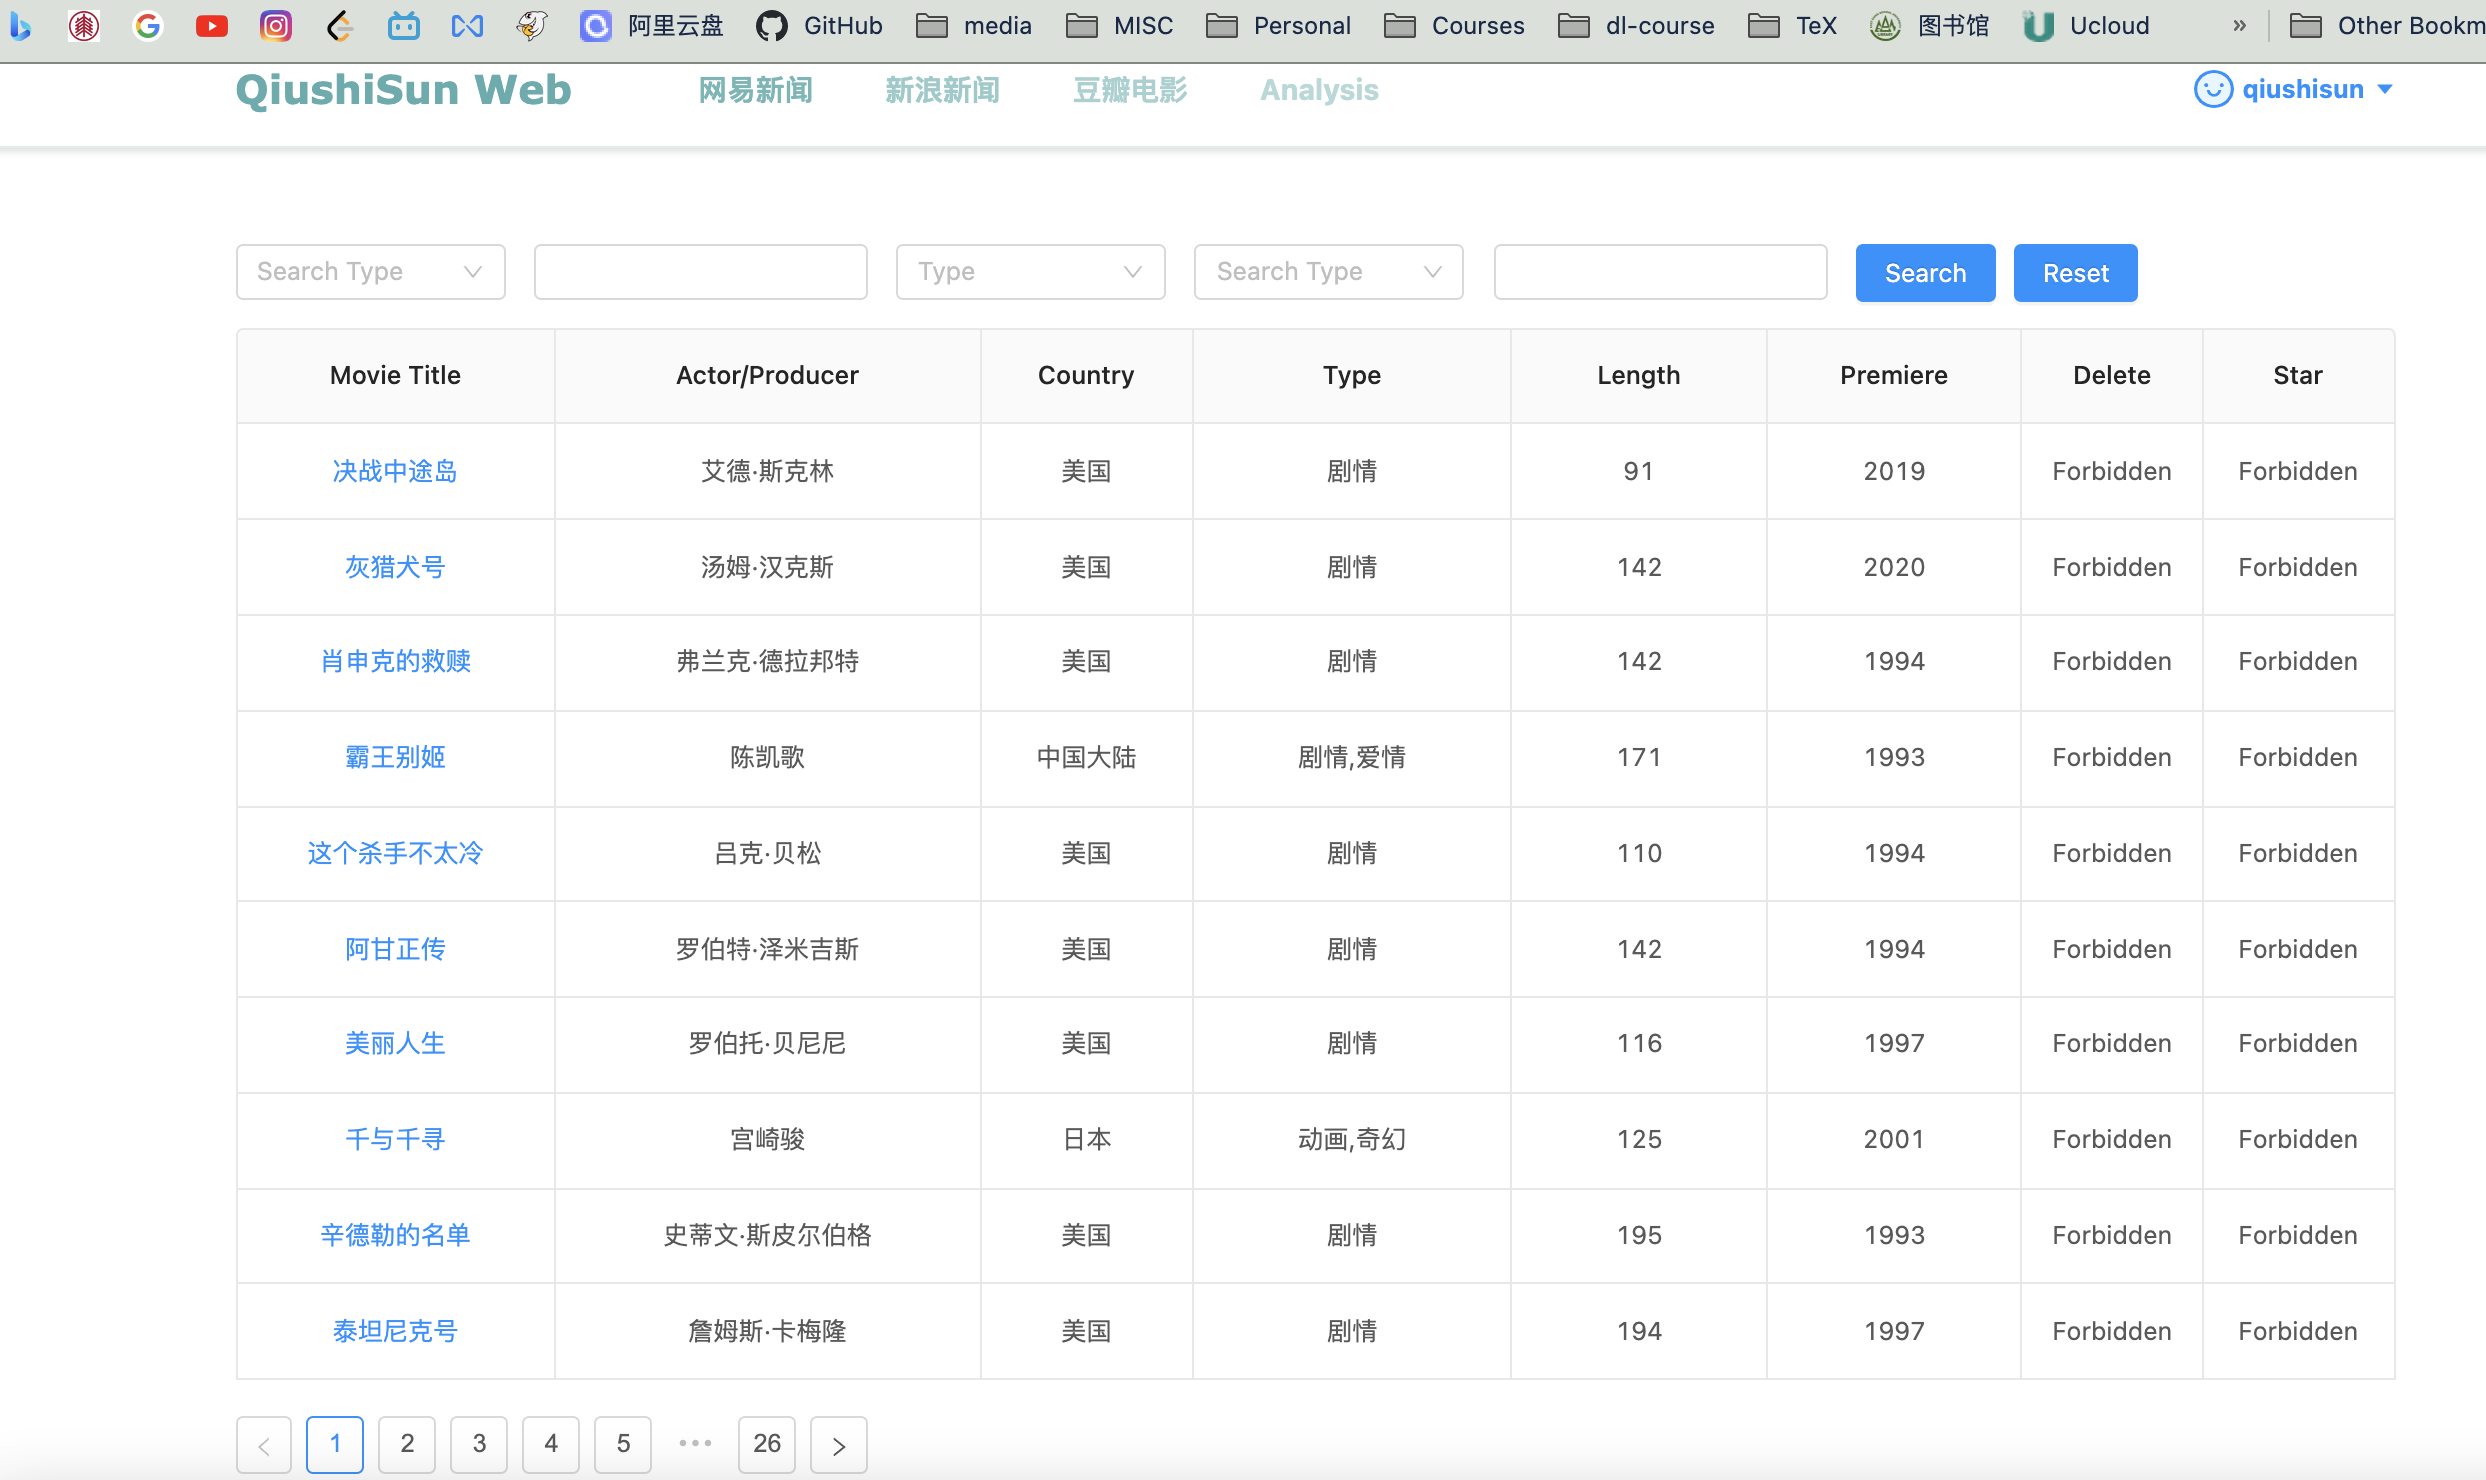 阿里云盘 GitHub media MISC Personal Courses dl-course TeX 图书馆 Ucloud » Other Bookm
QiushiSun Web 网易新闻 新浪新闻 豆瓣电影 Analysis qiushisun
Search Type Type Search Type Search Reset
Movie Title Actor/Producer Country Type Length Premiere Delete Star
决战中途岛 艾德·斯克林 美国 剧情 91 2019 Forbidden Forbidden
灰猎犬号 汤姆·汉克斯 美国 剧情 142 2020 Forbidden Forbidden
肖申克的救赎 弗兰克·德拉邦特 美国 剧情 142 1994 Forbidden Forbidden
霸王别姬 陈凯歌 中国大陆 剧情,爱情 171 1993 Forbidden Forbidden
这个杀手不太冷 吕克·贝松 美国 剧情 110 1994 Forbidden Forbidden
阿甘正传 罗伯特·泽米吉斯 美国 剧情 142 1994 Forbidden Forbidden
美丽人生 罗伯托·贝尼尼 美国 剧情 116 1997 Forbidden Forbidden
千与千寻 宫崎骏 日本 动画,奇幻 125 2001 Forbidden Forbidden
辛德勒的名单 史蒂文·斯皮尔伯格 美国 剧情 195 1993 Forbidden Forbidden
泰坦尼克号 詹姆斯·卡梅隆 美国 剧情 194 1997 Forbidden Forbidden
< 1 2 3 4 5 ••• 26 >